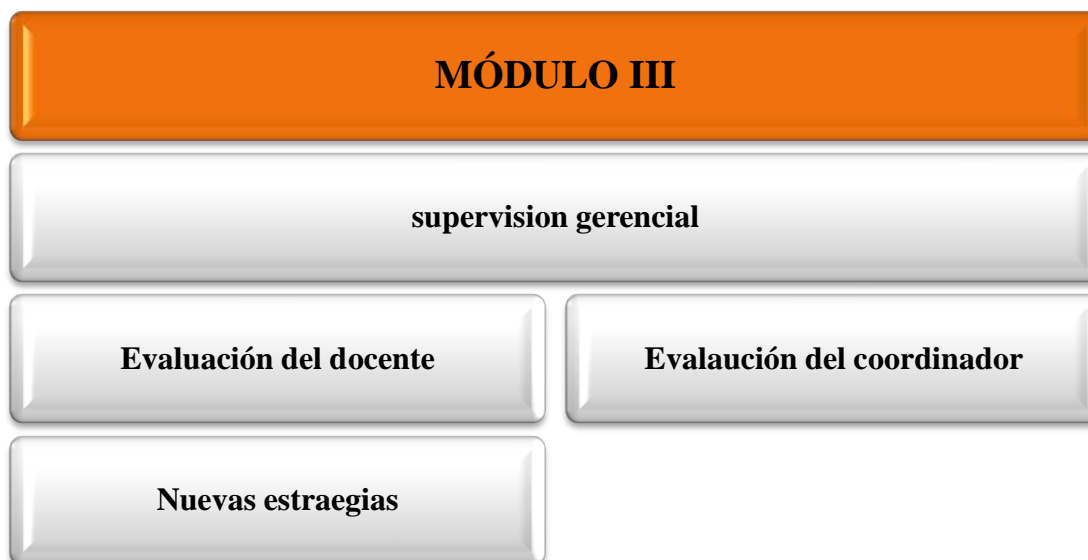 MÓDULO III
supervision gerencial
Evaluación del docente
Evalaución del coordinador
Nuevas estraegias